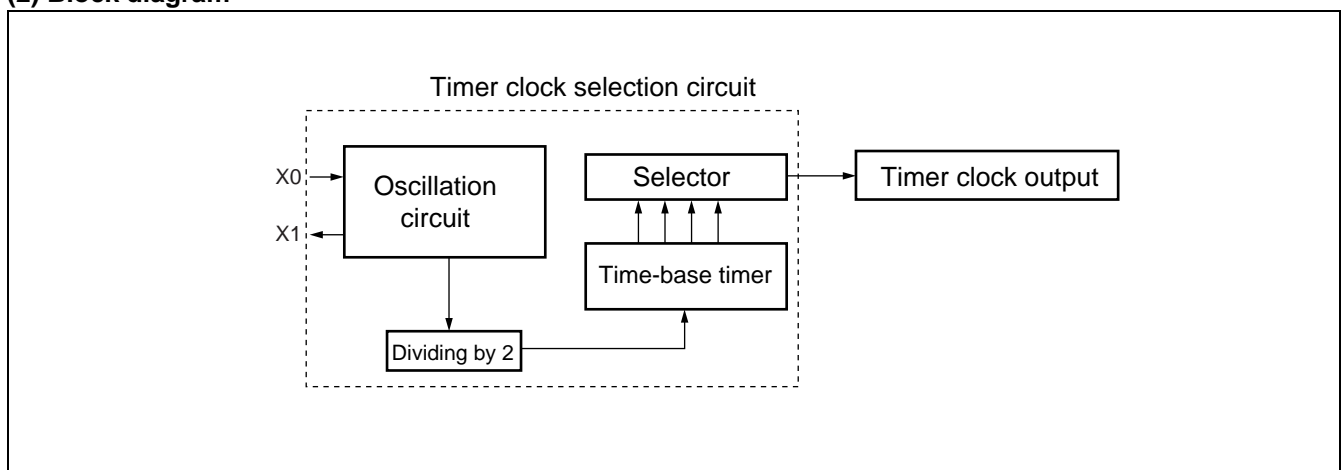 (2) Block diagram
Timer clock selection circuit
X0
X1
Oscillation
circuit
Selector
Timer clock output
Time-base timer
Dividing by 2